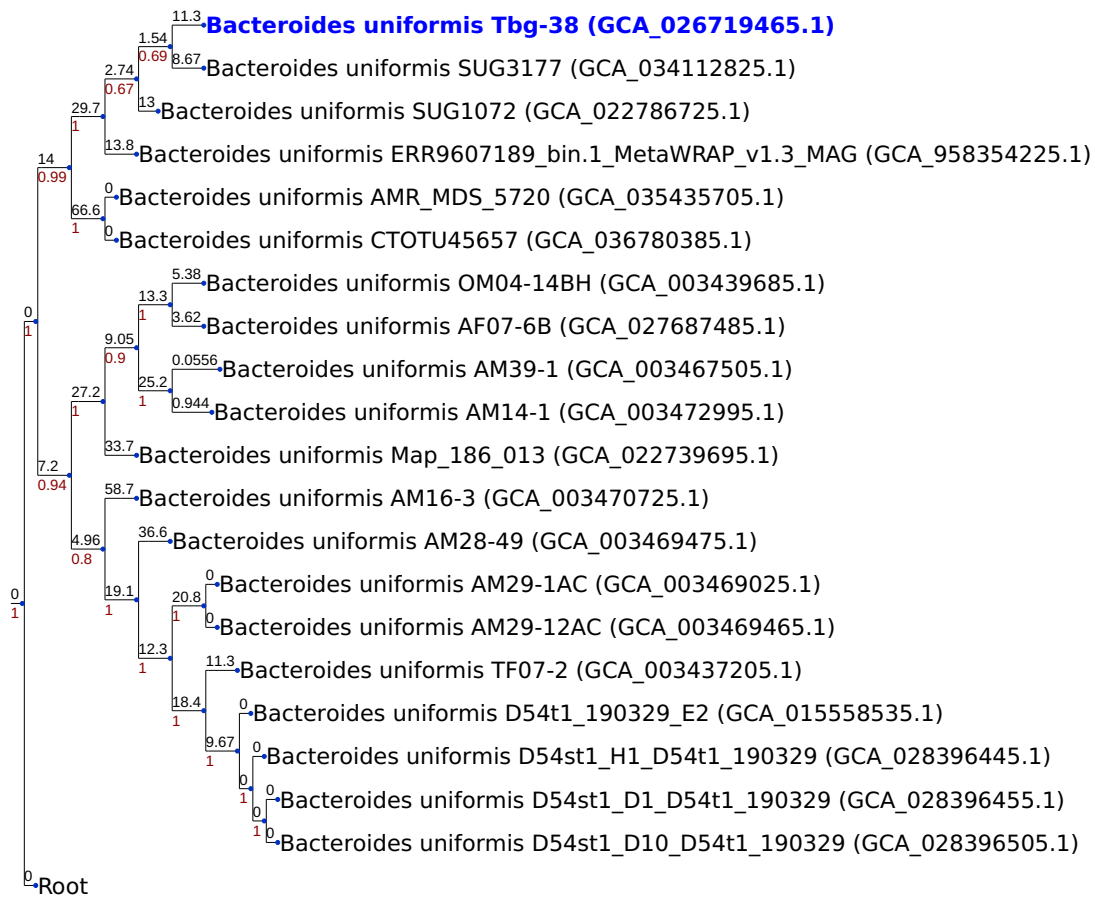 11.3
Bacteroides uniformis Tbg-38 (GCA_026719465.1)
1.54
0.69
8.67
Bacteroides uniformis SUG3177 (GCA_034112825.1)
2.74
0.67
13
Bacteroides uniformis SUG1072 (GCA_022786725.1)
29.7
1
13.8
Bacteroides uniformis ERR9607189_bin.1_MetaWRAP_v1.3_MAG (GCA_958354225.1)
14
0.99
0
Bacteroides uniformis AMR_MDS_5720 (GCA_035435705.1)
66.6
1
0
Bacteroides uniformis CTOTU45657 (GCA_036780385.1)
5.38
Bacteroides uniformis OM04-14BH (GCA_003439685.1)
13.3
1
0
1
3.62
Bacteroides uniformis AF07-6B (GCA_027687485.1)
9.05
0.9
0.0556
Bacteroides uniformis AM39-1 (GCA_003467505.1)
25.2
1
27.2
1
0.944
Bacteroides uniformis AM14-1 (GCA_003472995.1)
33.7
Bacteroides uniformis Map_186_013 (GCA_022739695.1)
7.2
0.94
58.7
Bacteroides uniformis AM16-3 (GCA_003470725.1)
4.96
0.8
36.6
Bacteroides uniformis AM28-49 (GCA_003469475.1)
0
Bacteroides uniformis AM29-1AC (GCA_003469025.1)
19.1
1
20.8
1
0
1
0
Bacteroides uniformis AM29-12AC (GCA_003469465.1)
12.3
1
11.3
Bacteroides uniformis TF07-2 (GCA_003437205.1)
18.4
1
0
Bacteroides uniformis D54t1_190329_E2 (GCA_015558535.1)
9.67
1
0
Bacteroides uniformis D54st1_H1_D54t1_190329 (GCA_028396445.1)
0
1
0
Bacteroides uniformis D54st1_D1_D54t1_190329 (GCA_028396455.1)
0
1
0
Bacteroides uniformis D54st1_D10_D54t1_190329 (GCA_028396505.1)
0
Root